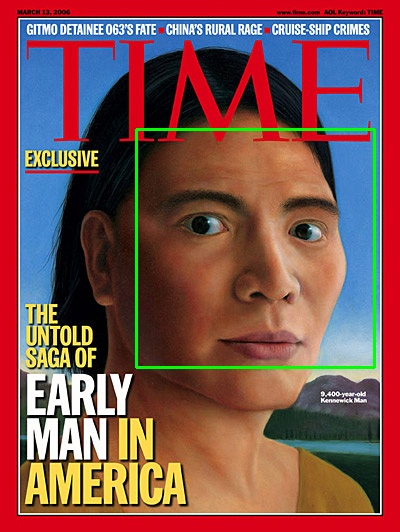 MARCH 13, 2006
www.time.com AOL Keyword: TIME
GITMO DETAINEE 063'S FATE ▪ CHINA'S RURAL RAGE ▪ CRUISE-SHIP CRIMES
TIME
EXCLUSIVE
THE
UNTOLD
SAGA OF
EARLY
MAN IN
AMERICA
9,400-year-old
Kennewick Man